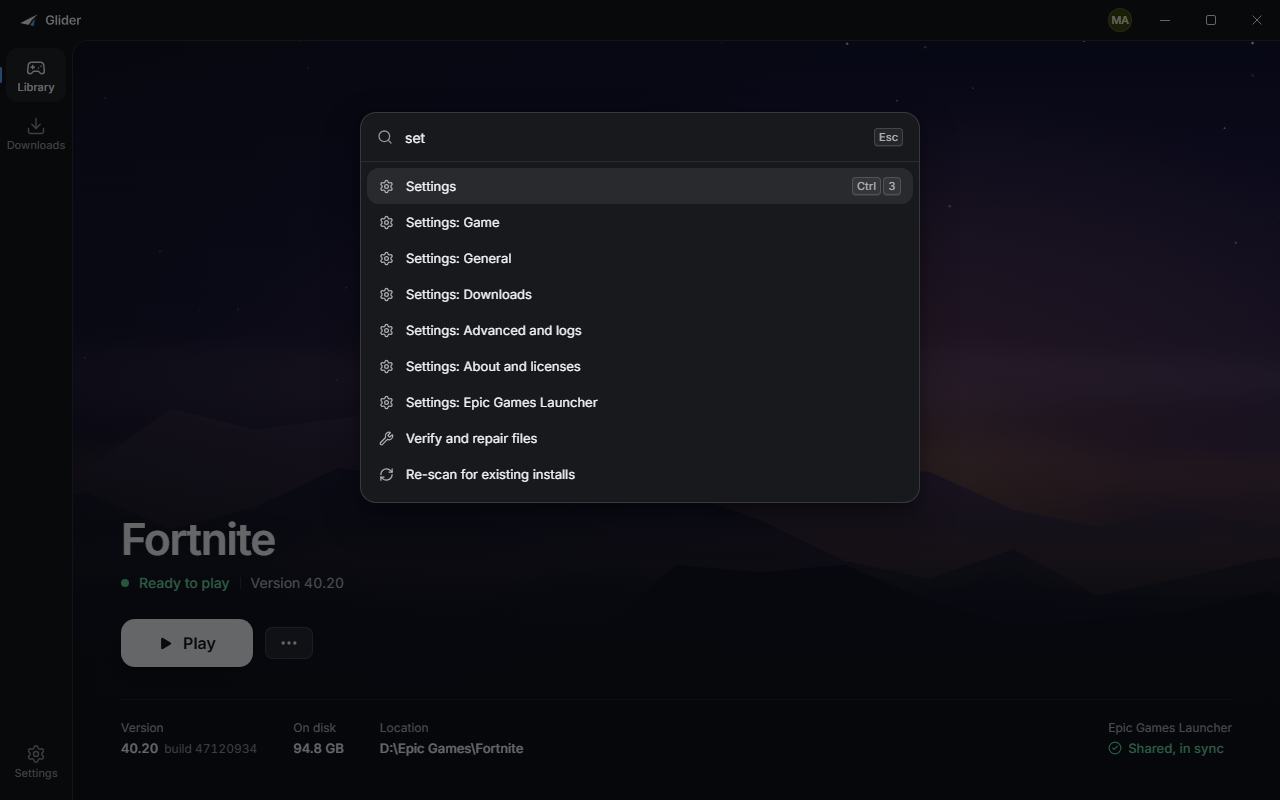 Glider
MA
Library
Downloads
set
Esc
Settings
Ctrl 3
Settings: Game
Settings: General
Settings: Downloads
Settings: Advanced and logs
Settings: About and licenses
Settings: Epic Games Launcher
Verify and repair files
Re-scan for existing installs
Fortnite
Ready to play
Version 40.20
Play
Version
40.20 build 47120934
On disk
94.8 GB
Location
D:\Epic Games\Fortnite
Epic Games Launcher
Shared, in sync
Settings